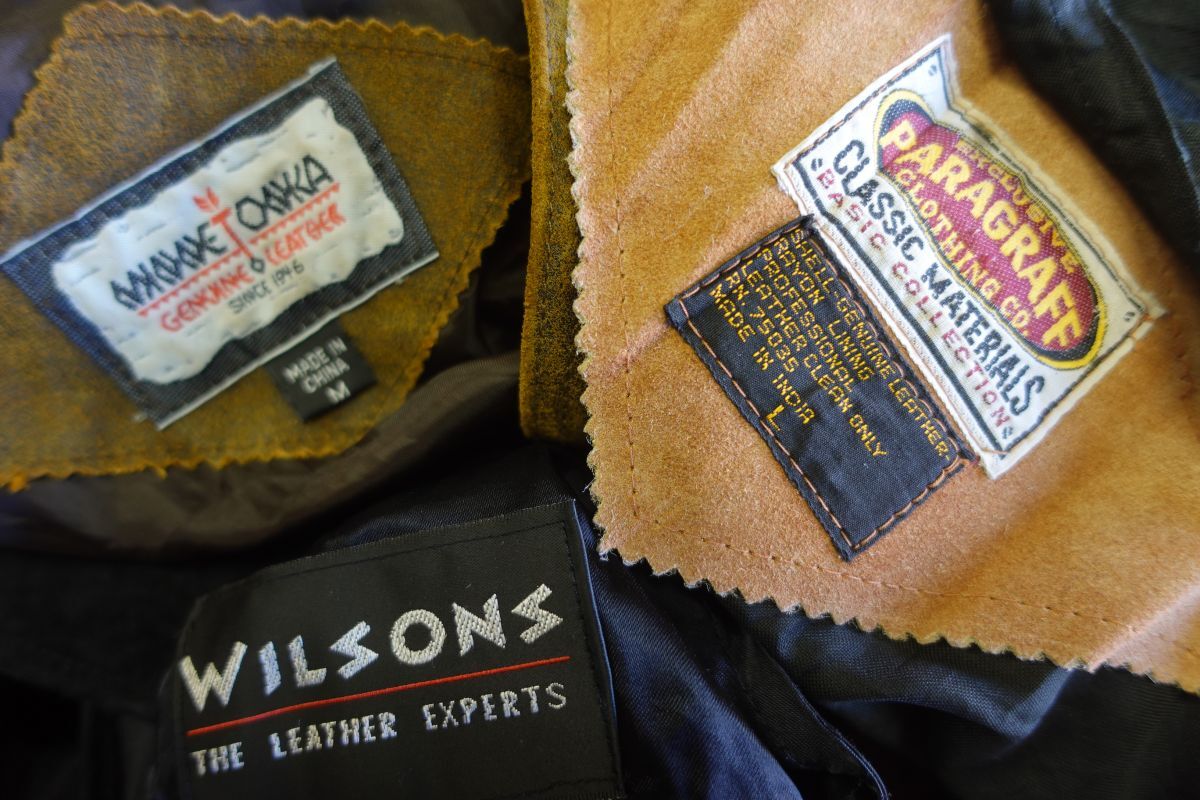 MINNETONKA
GENUINE LEATHER
SINCE 1946
MADE IN
CHINA
M
EXCLUSIVE
PARAGRAFF
CLOTHING CO.
CLASSIC MATERIALS
BASIC COLLECTION
SHELL-GENUINE LEATHER-
RAYON LINING
PROFESSIONAL
LEATHER CLEAN ONLY
RN.75035
MADE IN INDIA
L
WILSONS
THE LEATHER EXPERTS